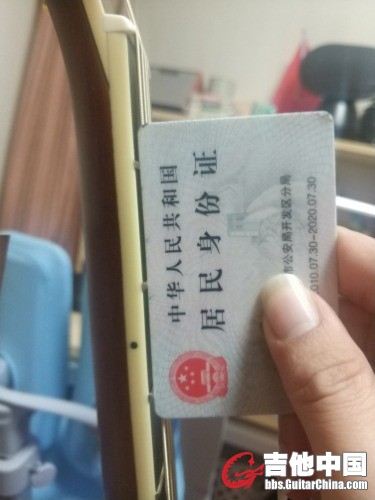 中华人民共和国
居民身份证
市公安局开发区分局
010.07.30-2020.07.30
吉他中国
bbs.GuitarChina.com